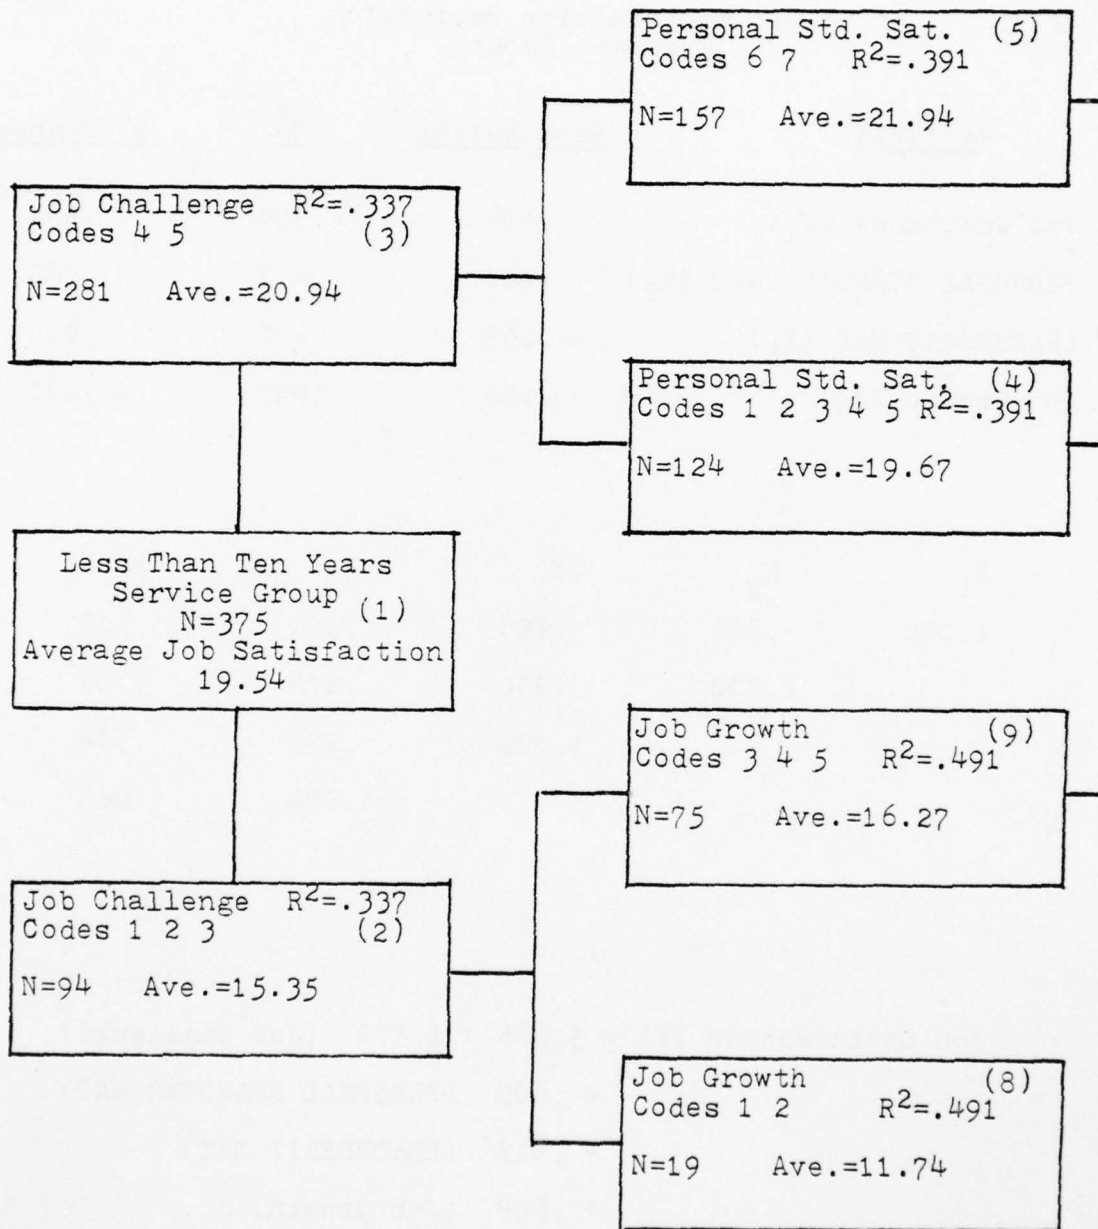 Personal Std. Sat. (5)
Codes 6 7 R²=.391
N=157 Ave.=21.94
Job Challenge R²=.337
Codes 4 5 (3)
N=281 Ave.=20.94
Personal Std. Sat. (4)
Codes 1 2 3 4 5 R²=.391
N=124 Ave.=19.67
Less Than Ten Years
Service Group
N=375 (1)
Average Job Satisfaction
19.54
Job Growth (9)
Codes 3 4 5 R²=.491
N=75 Ave.=16.27
Job Challenge R²=.337
Codes 1 2 3 (2)
N=94 Ave.=15.35
Job Growth (8)
Codes 1 2 R²=.491
N=19 Ave.=11.74